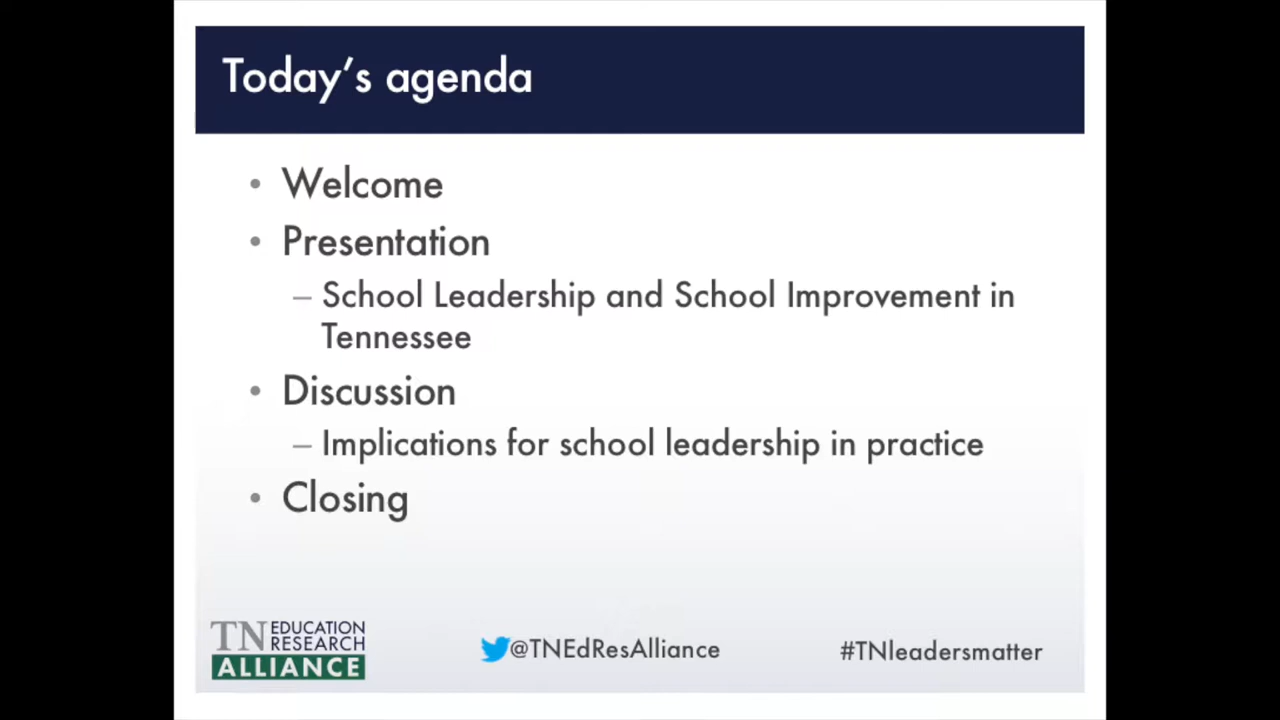 Today's agenda
• Welcome
• Presentation
– School Leadership and School Improvement in
Tennessee
• Discussion
– Implications for school leadership in practice
• Closing
TN EDUCATION
RESEARCH
ALLIANCE
@TNEdResAlliance
#TNleadersmatter